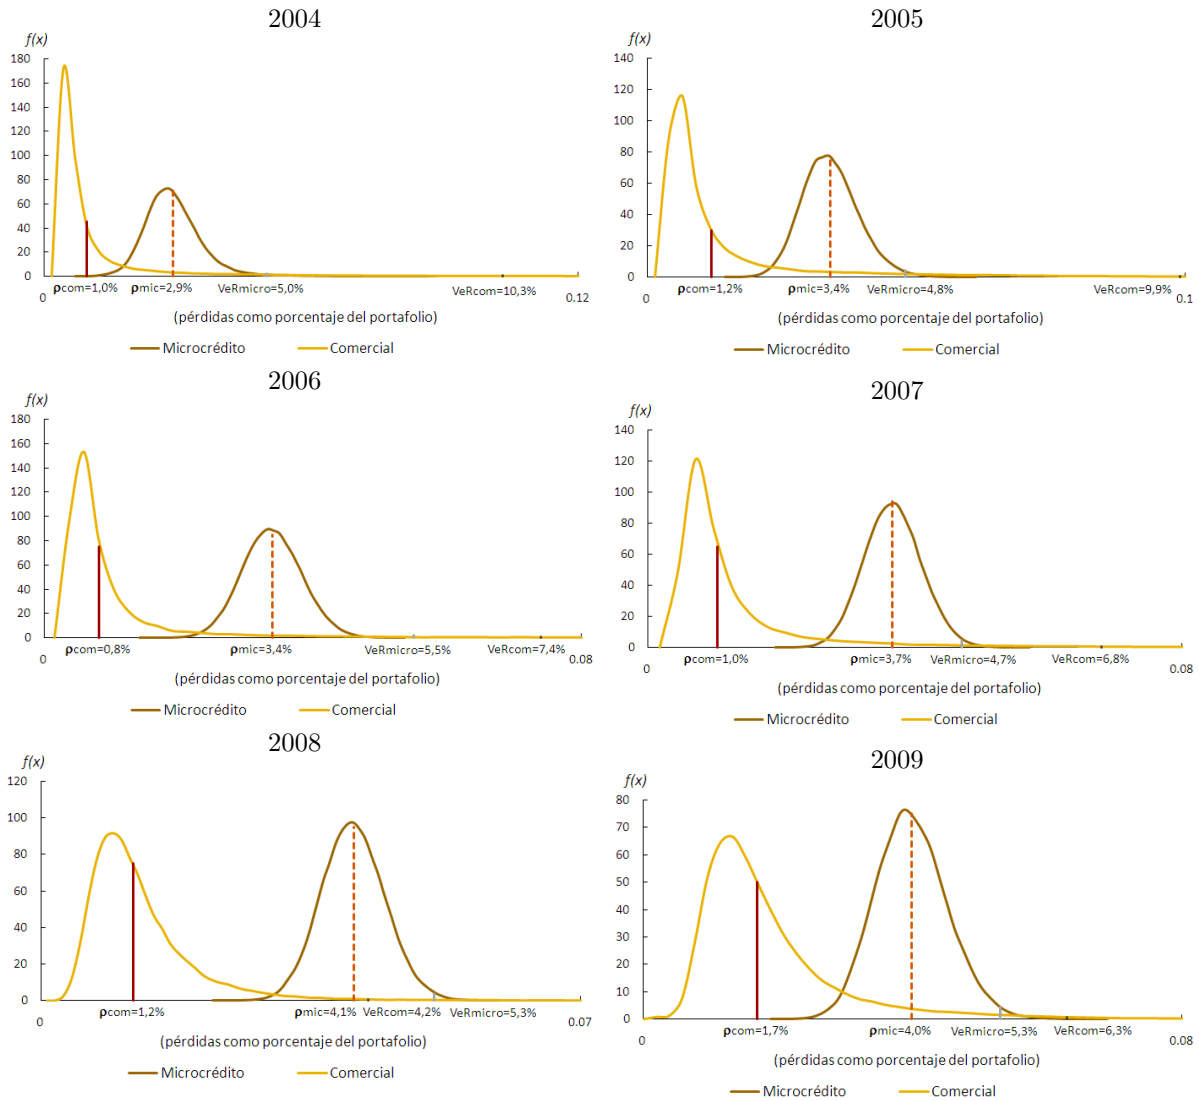 2004
f(x)
180
160
140
120
100
80
60
40
20
0
ρcom=1,0% ρmic=2,9% VeRmicro=5,0% VeRcom=10,3%
0 0.12
(pérdidas como porcentaje del portafolio)
Microcrédito Comercial
2005
f(x)
140
120
100
80
60
40
20
0
ρcom=1,2% ρmic=3,4% VeRmicro=4,8% VeRcom=9,9%
0 0.1
(pérdidas como porcentaje del portafolio)
Microcrédito Comercial
2006
f(x)
180
160
140
120
100
80
60
40
20
0
ρcom=0,8% ρmic=3,4% VeRmicro=5,5% VeRcom=7,4%
0 0.08
(pérdidas como porcentaje del portafolio)
Microcrédito Comercial
2007
f(x)
140
120
100
80
60
40
20
0
ρcom=1,0% ρmic=3,7% VeRmicro=4,7% VeRcom=6,8%
0 0.08
(pérdidas como porcentaje del portafolio)
Microcrédito Comercial
2008
f(x)
120
100
80
60
40
20
0
ρcom=1,2% ρmic=4,1% VeRcom=4,2% VeRmicro=5,3%
0 0.07
(pérdidas como porcentaje del portafolio)
Microcrédito Comercial
2009
f(x)
80
70
60
50
40
30
20
10
0
ρcom=1,7% ρmic=4,0% VeRmicro=5,3% VeRcom=6,3%
0 0.08
(pérdidas como porcentaje del portafolio)
Microcrédito Comercial